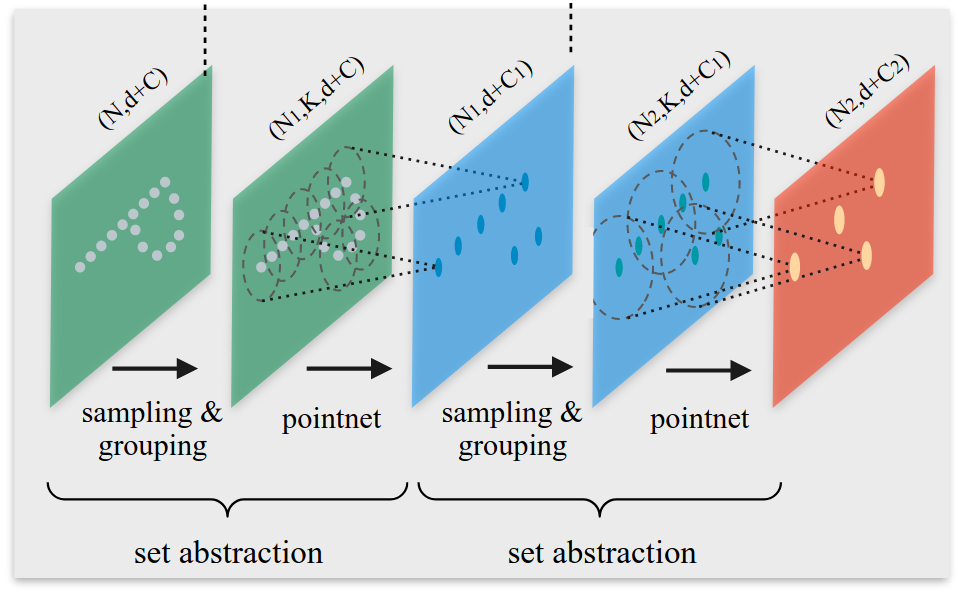 (N,d+C)
(N1,K,d+C)
(N1,d+C1)
(N2,K,d+C1)
(N2,d+C2)
sampling &
grouping
pointnet
sampling &
grouping
pointnet
set abstraction
set abstraction